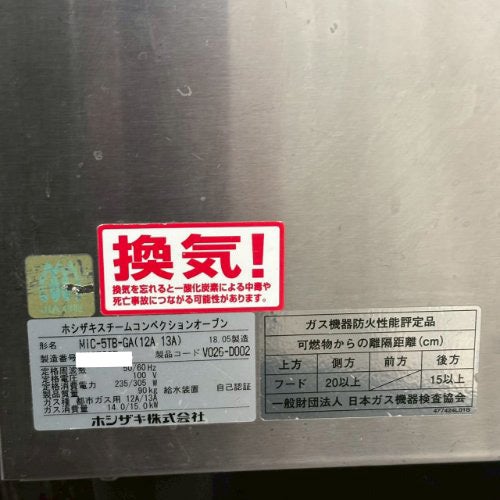 換気!
換気を忘れると一酸化炭素による中毒や
死亡事故につながる可能性があります。
ホシザキスチームコンベクションオーブン
形名 MIC-5TB-GA(12A 13A) 18.05製造
製造番号 製品コード V026-D002
定格周波数 50/60Hz
定格電圧 100 V
定格消費電力 235/305 W 給水装置 自己認証
製品質量 90kg
ガス種 都市ガス用 12A/13A
ガス消費量 14.0/15.0kW
ホシザキ株式会社
ガス機器防火性能評定品
可燃物からの離隔距離(cm)
上方 側方 前方 後方
フード 20以上 15以上
一般財団法人 日本ガス機器検査協会
477424L01S